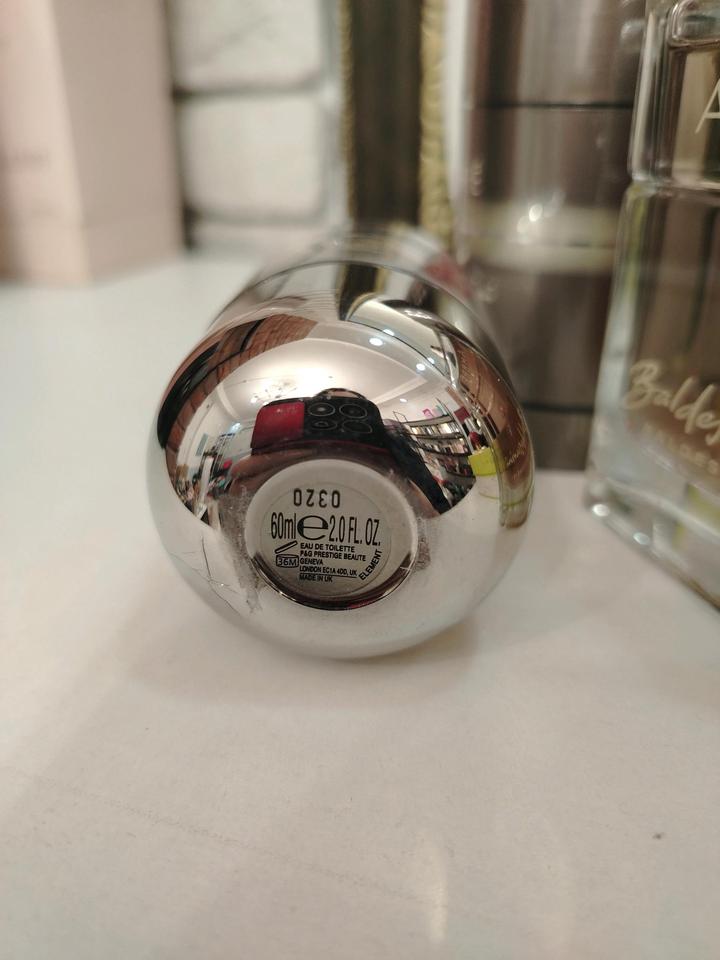 0320
60ml e 2.0 FL. OZ.
EAU DE TOILETTE
P&G PRESTIGE BEAUTE
36M GENEVA
LONDON EC1A 4DD, UK
MADE IN UK
ELEMENT